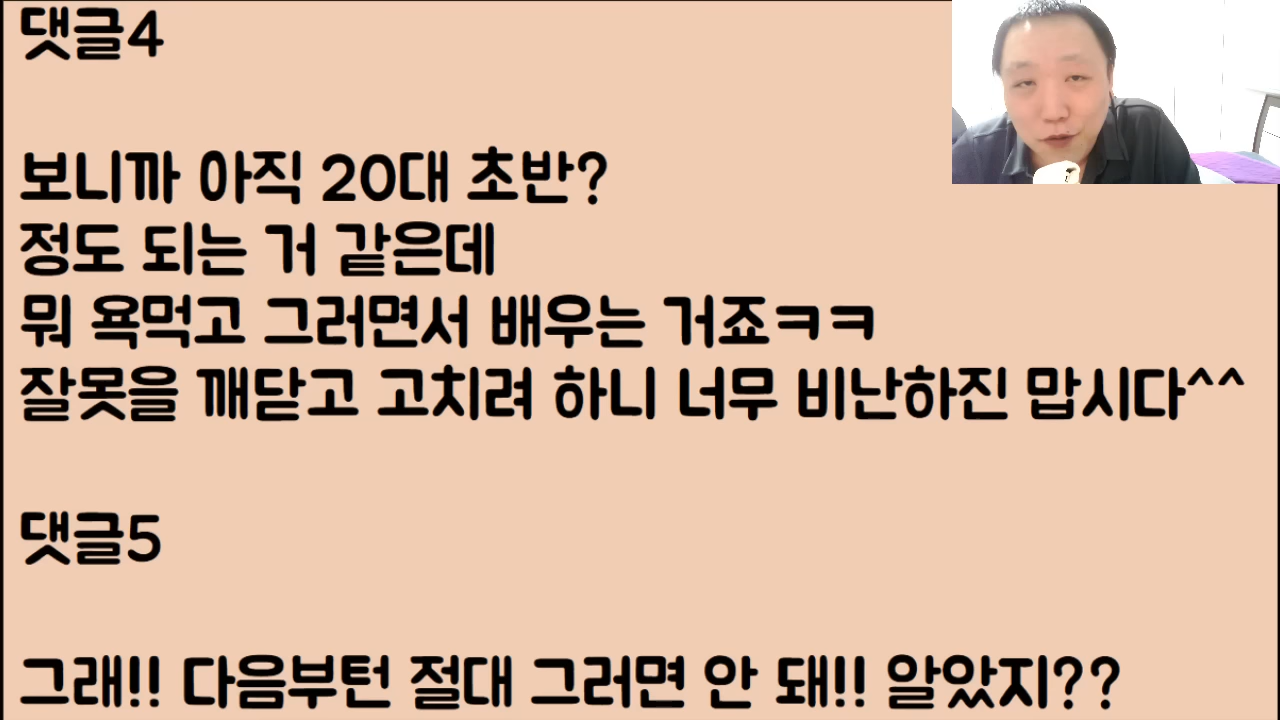 댓글4
보니까 아직 20대 초반?
정도 되는 거 같은데
뭐 욕먹고 그러면서 배우는 거죠ㅋㅋ
잘못을 깨닫고 고치려 하니 너무 비난하진 맙시다^^
댓글5
그래!! 다음부턴 절대 그러면 안 돼!! 알았지??